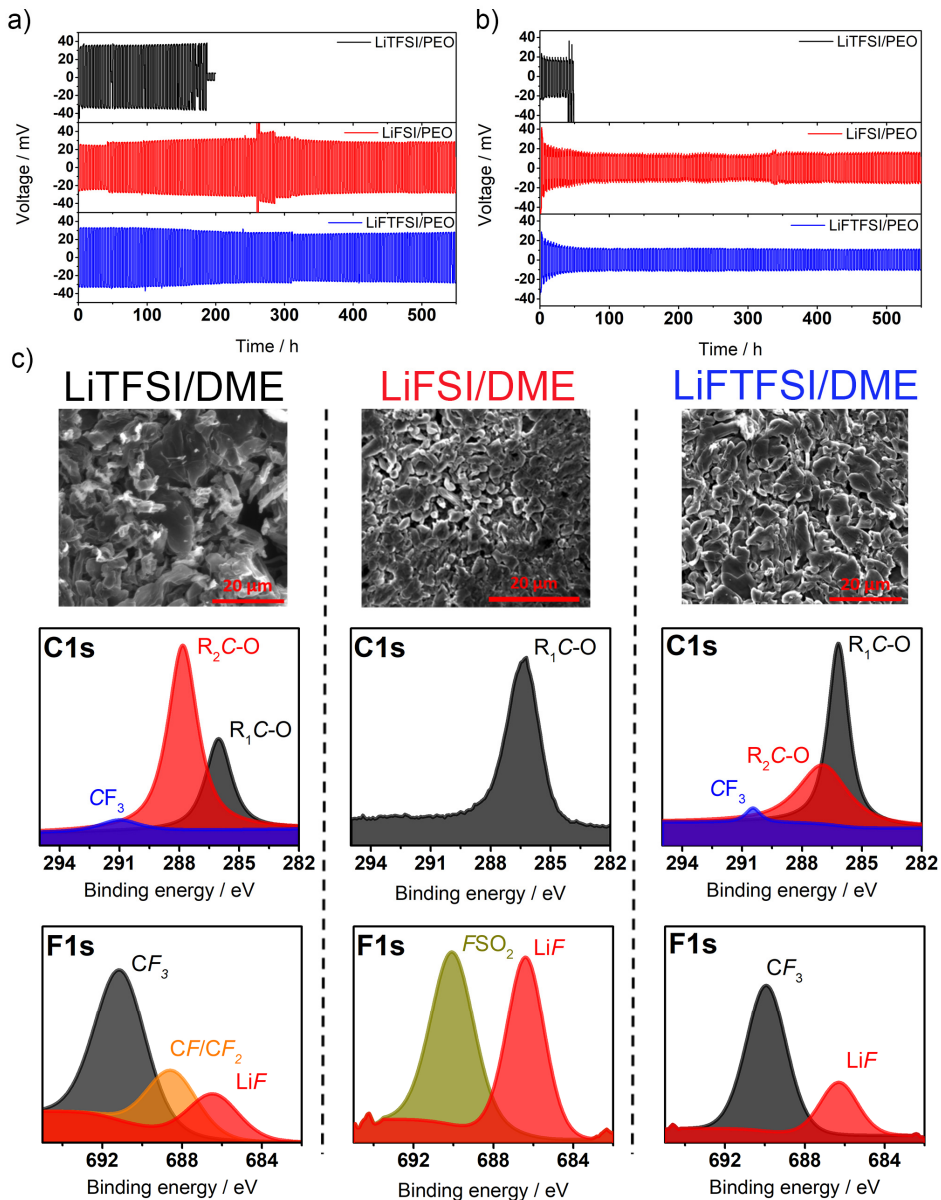 a)
b)
40
20
0
-20
-40
LiTFSI/PEO
40
20
0
-20
-40
LiFSI/PEO
40
20
0
-20
-40
LiFTFSI/PEO
Voltage / mV
0 100 200 300 400 500
Time / h
40
20
0
-20
-40
LiTFSI/PEO
40
20
0
-20
-40
LiFSI/PEO
40
20
0
-20
-40
LiFTFSI/PEO
Voltage / mV
0 100 200 300 400 500
Time / h
c)
LiTFSI/DME
LiFSI/DME
LiFTFSI/DME
20 µm
20 µm
20 µm
C1s
R₂C-O
R₁C-O
CF₃
294 291 288 285 282
Binding energy / eV
C1s
R₁C-O
294 291 288 285 282
Binding energy / eV
C1s
R₁C-O
R₂C-O
CF₃
294 291 288 285 282
Binding energy / eV
F1s
CF₃
CF/CF₂
LiF
692 688 684
Binding energy / eV
F1s
FSO₂
LiF
692 688 684
Binding energy / eV
F1s
CF₃
LiF
692 688 684
Binding energy / eV